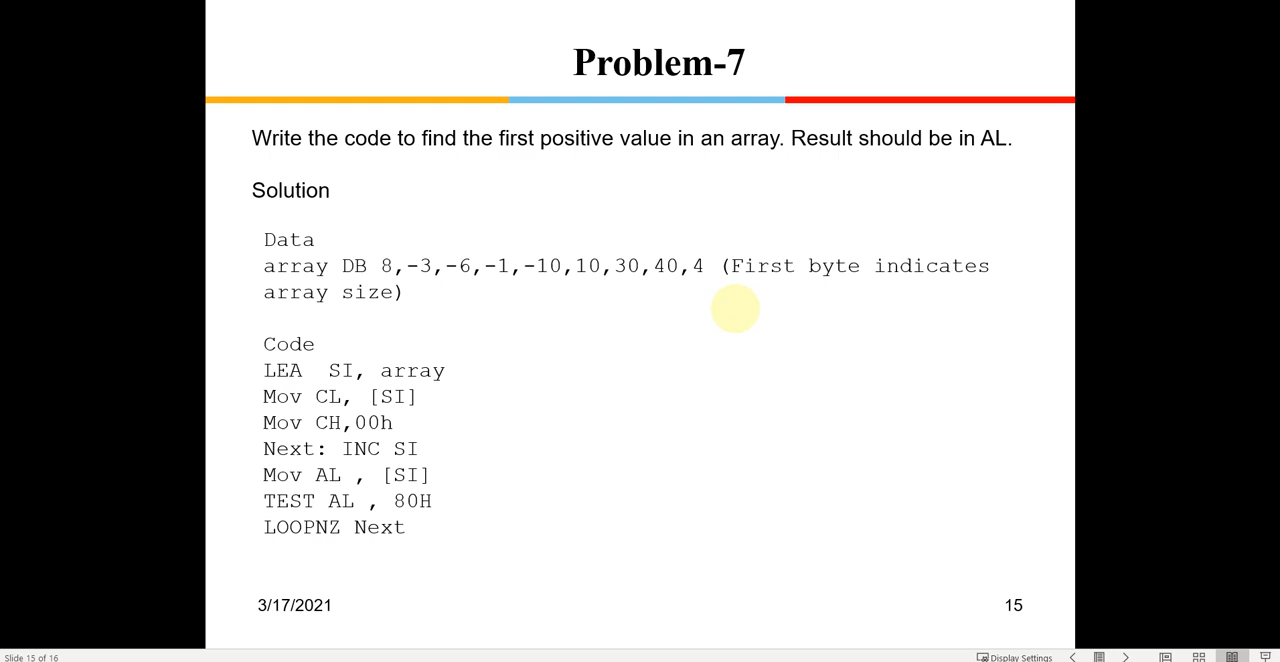 Problem-7
Write the code to find the first positive value in an array. Result should be in AL.
Solution
Data
array DB 8,-3,-6,-1,-10,10,30,40,4 (First byte indicates
array size)
Code
LEA  SI, array
Mov CL, [SI]
Mov CH,00h
Next: INC SI
Mov AL , [SI]
TEST AL , 80H
LOOPNZ Next
3/17/2021
15
Slide 15 of 16
Display Settings